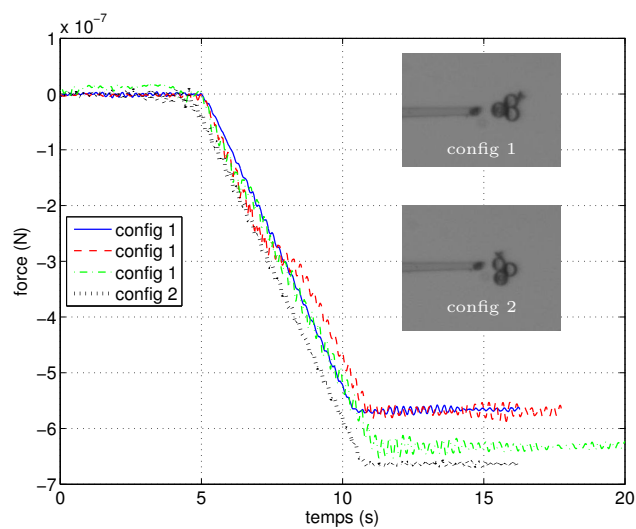 x 10⁻⁷
1
0
−1
−2
−3
−4
−5
−6
−7
force (N)
config 1
config 1
config 1
config 2
config 1
config 2
0
5
10
15
20
temps (s)